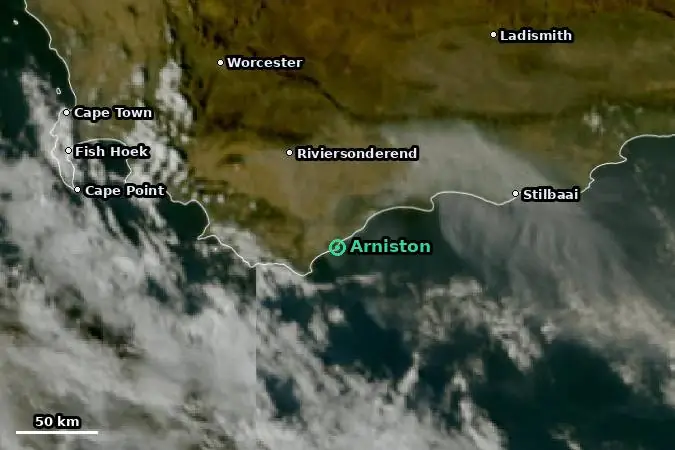 Ladismith
Worcester
Cape Town
Fish Hoek
Riviersonderend
Cape Point
Stilbaai
Arniston
50 km